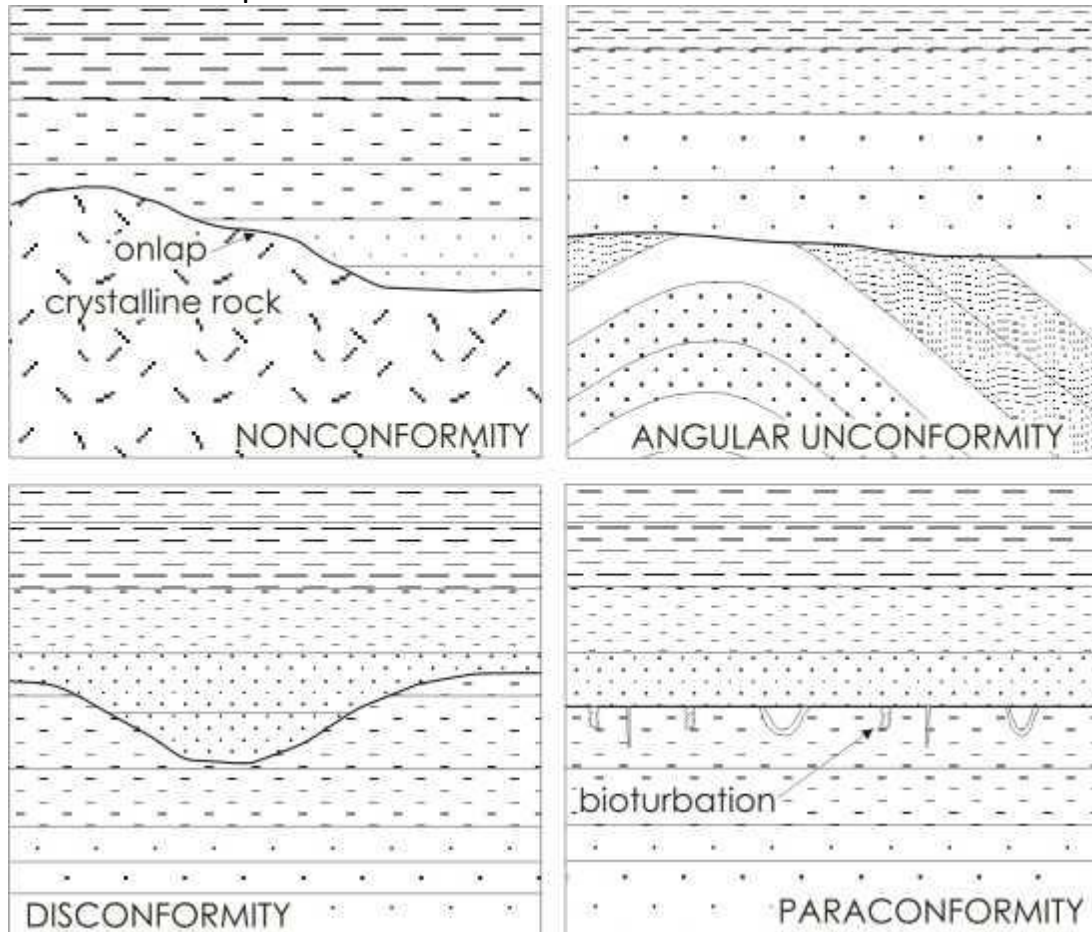 onlap
crystalline rock
NONCONFORMITY
ANGULAR UNCONFORMITY
bioturbation
DISCONFORMITY
PARACONFORMITY